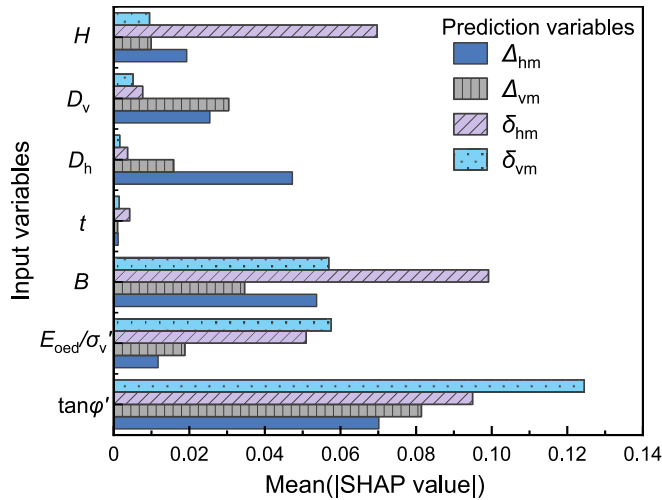 Prediction variables
Δhm
Δvm
δhm
δvm
Input variables
H
Dv
Dh
t
B
Eoed/σv′
tanφ′
0
0.02
0.04
0.06
0.08
0.10
0.12
0.14
Mean(|SHAP value|)